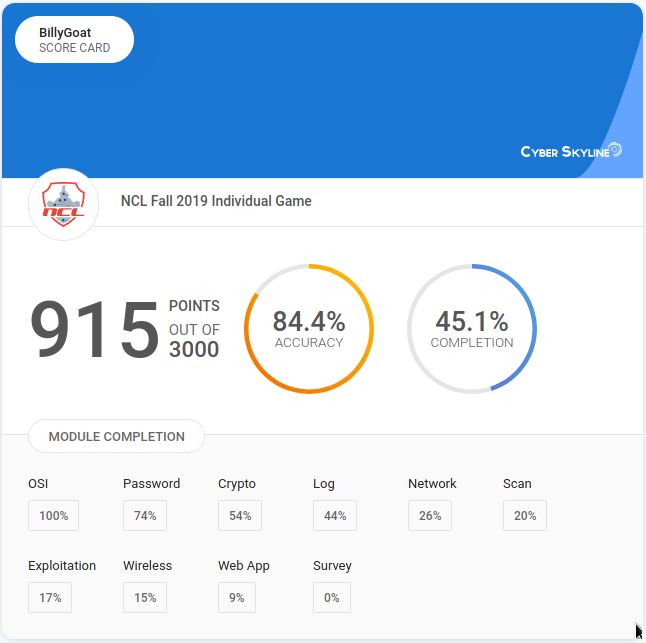 BillyGoat
SCORE CARD
CYBER SKYLINE
NCL
NCL Fall 2019 Individual Game
915 POINTS
OUT OF
3000
84.4%
ACCURACY
45.1%
COMPLETION
MODULE COMPLETION
OSI Password Crypto Log Network Scan
100% 74% 54% 44% 26% 20%
Exploitation Wireless Web App Survey
17% 15% 9% 0%